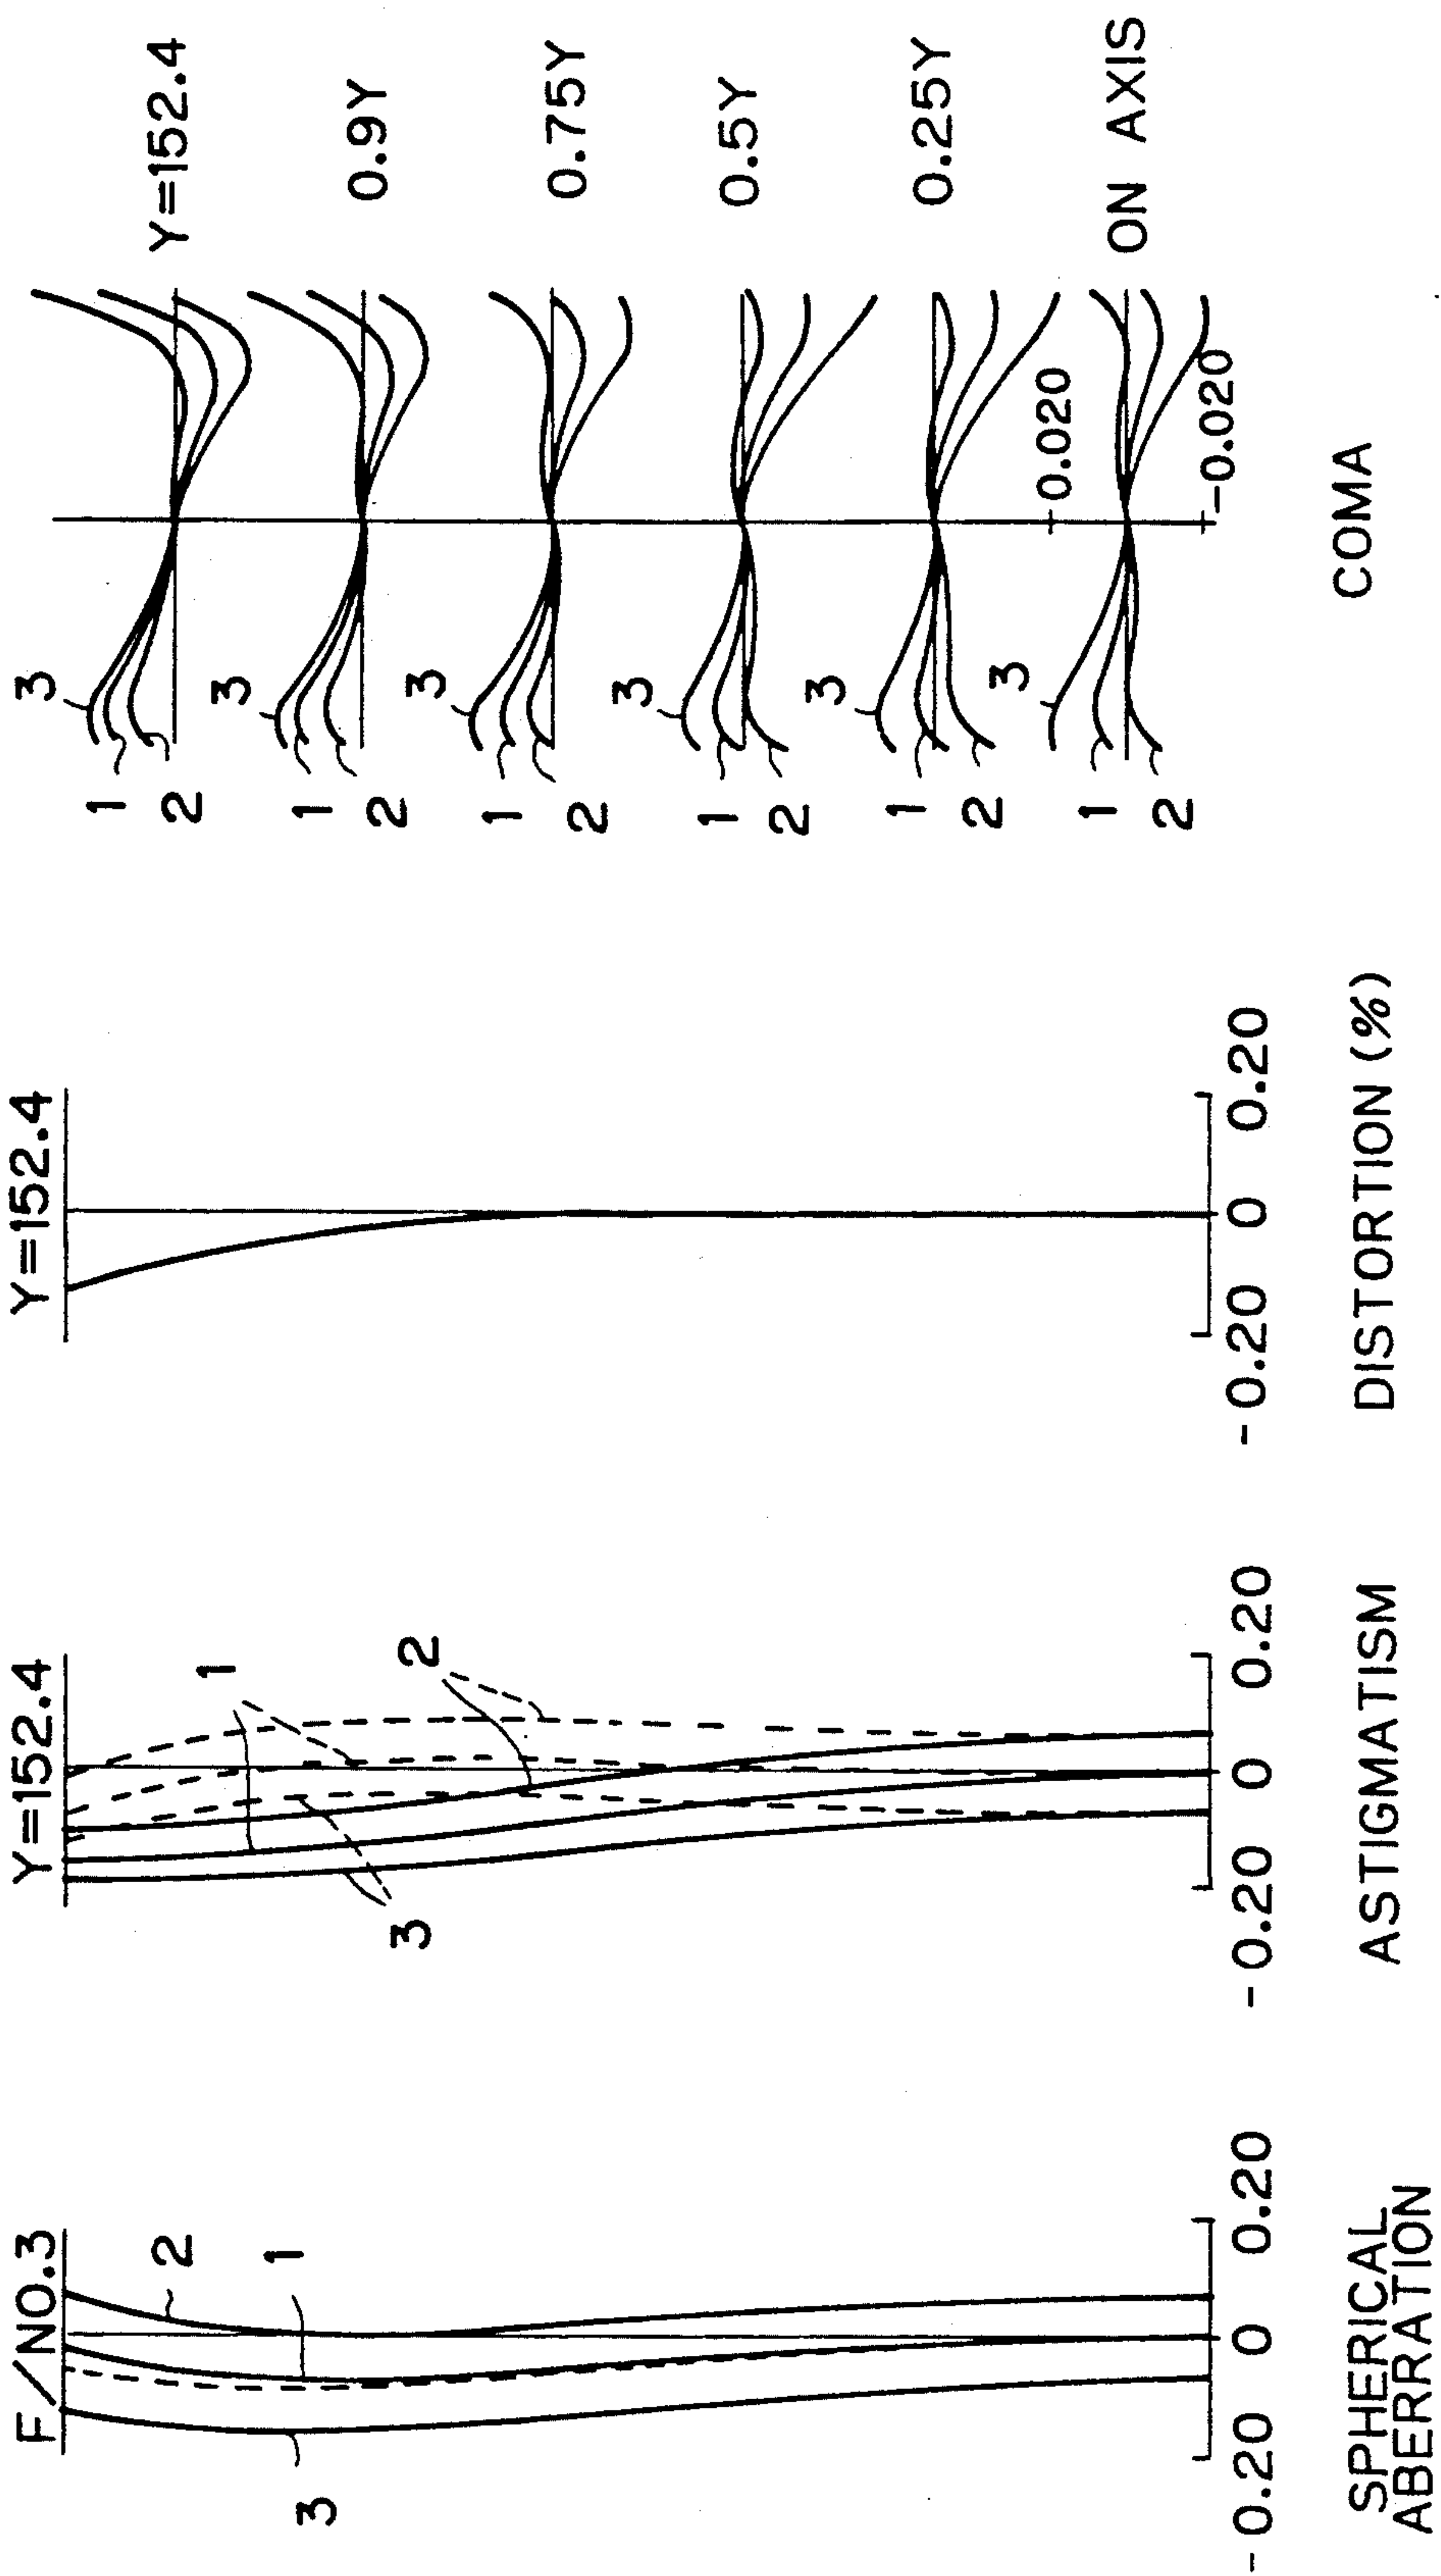 F/NO.3
2
1
3
-0.20 0 0.20
SPHERICAL
ABERRATION
Y=152.4
1
2
3
-0.20 0 0.20
ASTIGMATISM
Y=152.4
-0.20 0 0.20
DISTORTION (%)
3
1
2
Y=152.4
3
1
2
0.9Y
3
1
2
0.75Y
3
1
2
0.5Y
3
1
2
0.25Y
0.020
3
1
2
ON AXIS
-0.020
COMA